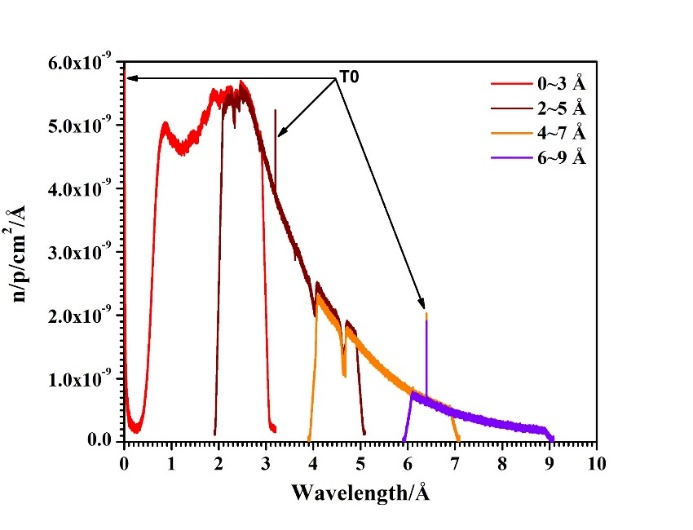 6.0x10⁻⁹
5.0x10⁻⁹
4.0x10⁻⁹
3.0x10⁻⁹
2.0x10⁻⁹
1.0x10⁻⁹
0.0
n/p/cm²/Å
T0
0~3 Å
2~5 Å
4~7 Å
6~9 Å
0 1 2 3 4 5 6 7 8 9 10
Wavelength/Å